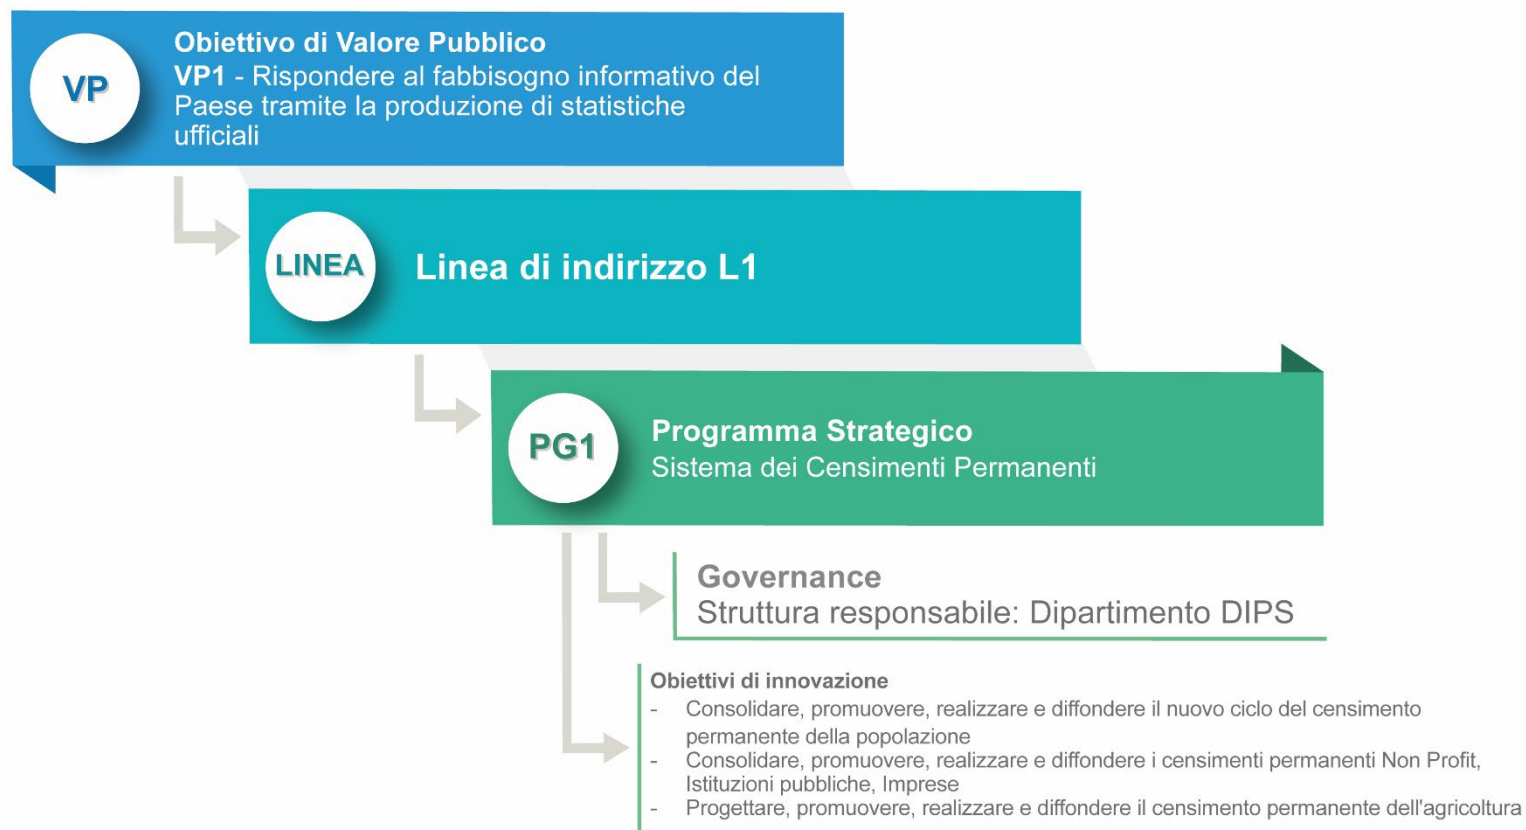 VP
Obiettivo di Valore Pubblico
VP1 - Rispondere al fabbisogno informativo del
Paese tramite la produzione di statistiche
ufficiali
LINEA
Linea di indirizzo L1
PG1
Programma Strategico
Sistema dei Censimenti Permanenti
Governance
Struttura responsabile: Dipartimento DIPS
Obiettivi di innovazione
- Consolidare, promuovere, realizzare e diffondere il nuovo ciclo del censimento
permanente della popolazione
- Consolidare, promuovere, realizzare e diffondere i censimenti permanenti Non Profit,
Istituzioni pubbliche, Imprese
- Progettare, promuovere, realizzare e diffondere il censimento permanente dell'agricoltura